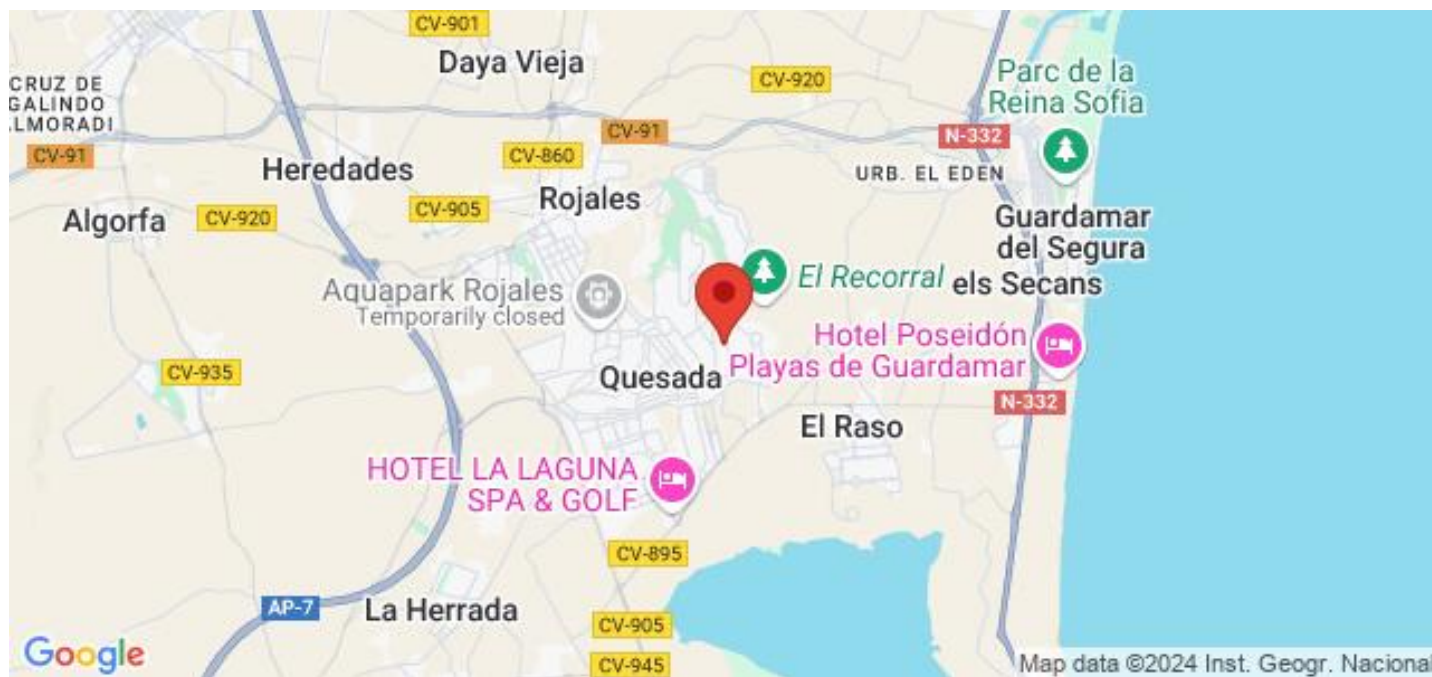 CV-901
Daya Vieja
CV-920
Parc de la
Reina Sofia
CRUZ DE
GALINDO
ALMORADI
CV-91
N-332
CV-91
CV-860
Heredades
URB. EL EDEN
Rojales
CV-905
Algorfa
CV-920
Guardamar
del Segura
El Recorral
els Secans
Aquapark Rojales
Temporarily closed
Hotel Poseidón
Playas de Guardamar
CV-935
Quesada
N-332
El Raso
HOTEL LA LAGUNA
SPA & GOLF
CV-895
AP-7
La Herrada
CV-905
CV-945
Google
Map data ©2024 Inst. Geogr. Nacional